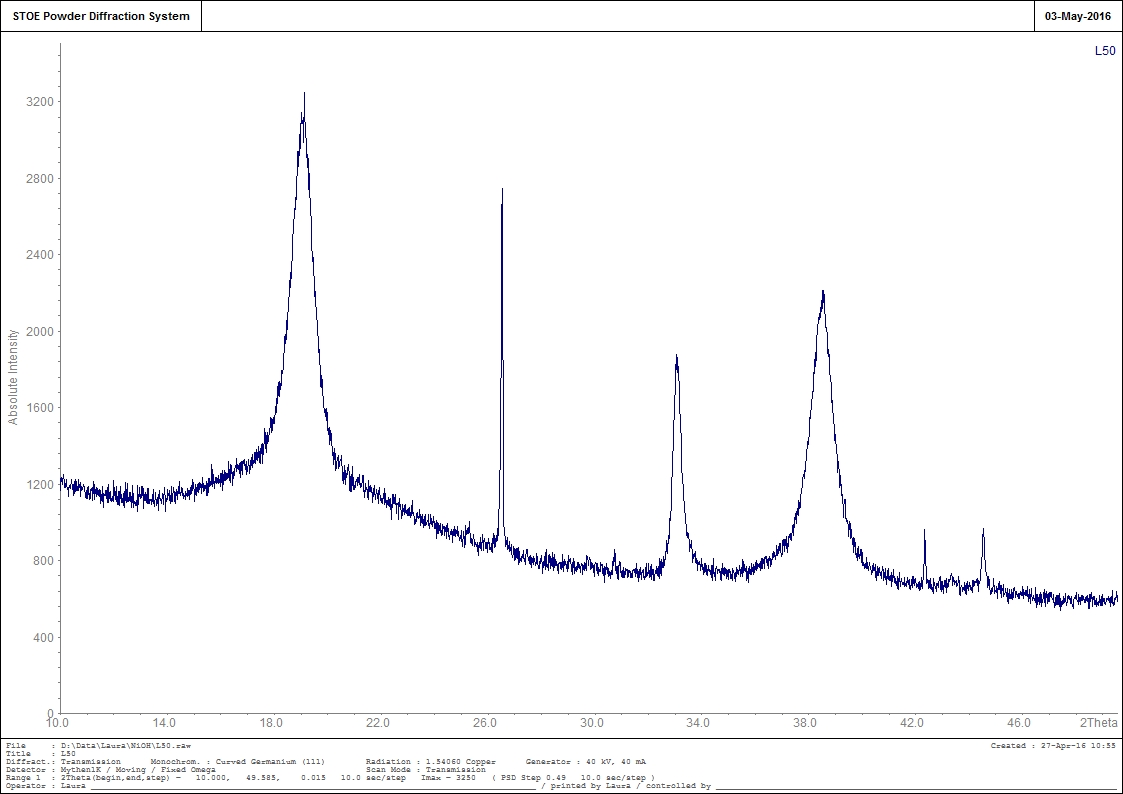 STOE Powder Diffraction System
03-May-2016
L50
3200
2800
2400
2000
1600
1200
800
400
0
Absolute Intensity
10.0 14.0 18.0 22.0 26.0 30.0 34.0 38.0 42.0 46.0 2Theta
File : D:\Data\Laura\NiOH\L50.raw Created : 27-Apr-16 10:55
Title : L50
Diffract.: Transmission Monochrom. : Curved Germanium (111) Radiation : 1.54060 Copper Generator : 40 kV, 40 mA
Detector : Mythen1K / Moving / Fixed Omega Scan Mode : Transmission
Range 1 : 2Theta(begin,end,step) = 10.000, 49.585, 0.015 10.0 sec/step Imax = 3250 ( PSD Step 0.49 10.0 sec/step )
Operator : Laura / printed by Laura / controlled by